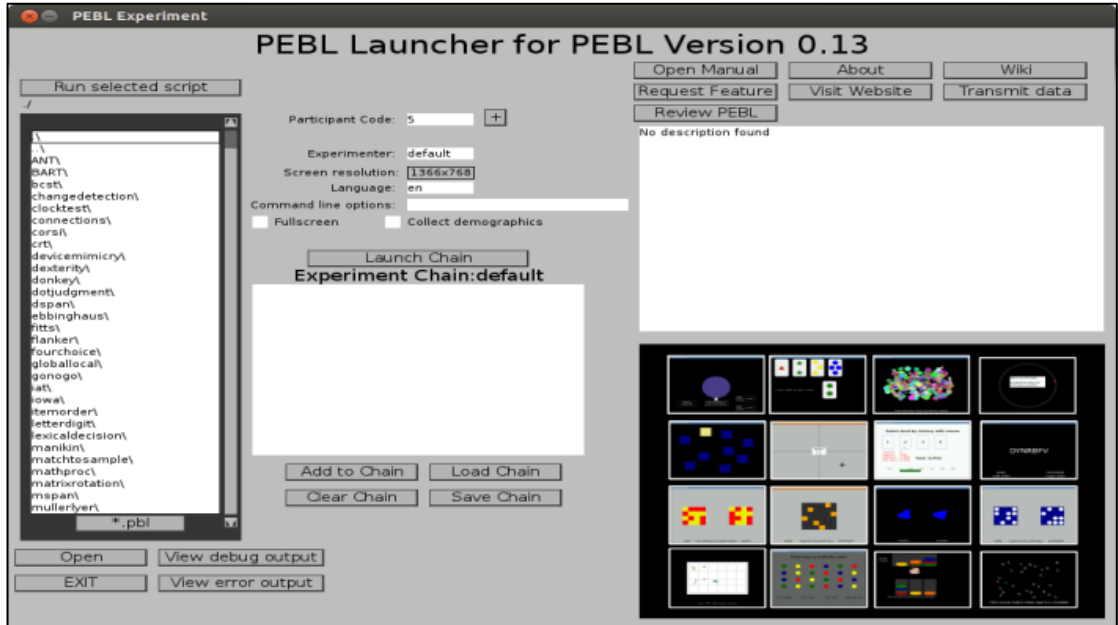 PEBL Experiment
PEBL Launcher for PEBL Version 0.13
Run selected script
./
.\
..\
ANT\
BART\
bcst\
changedetection\
clocktest\
connections\
corsi\
crt\
devicemimicry\
dexterity\
donkey\
dotjudgment\
dspan\
ebbinghaus\
fitts\
flanker\
fourchoice\
globallocal\
gonogo\
iat\
iowa\
itemorder\
letterdigit\
lexicaldecision\
manikin\
matchtosample\
mathproc\
matrixrotation\
mspan\
mullerlyer\
*.pbl
Open
View debug output
EXIT
View error output
Participant Code: 5 +
Experimenter: default
Screen resolution: 1366x768
Language: en
Command line options:
Fullscreen Collect demographics
Launch Chain
Experiment Chain:default
Add to Chain Load Chain
Clear Chain Save Chain
Open Manual About Wiki
Request Feature Visit Website Transmit data
Review PEBL
No description found
DYNRBFV